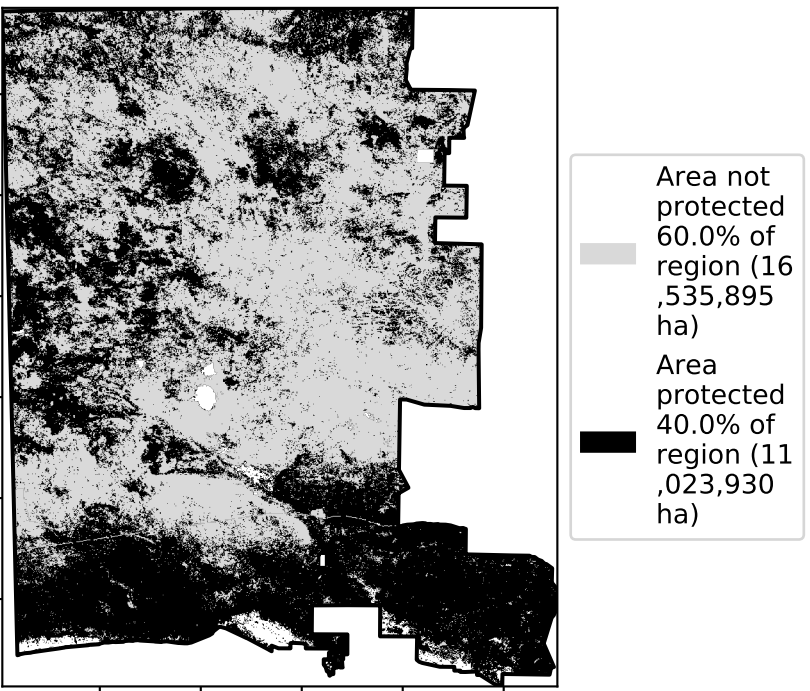 Area not
protected
60.0% of
region (16
,535,895
ha)
Area
protected
40.0% of
region (11
,023,930
ha)